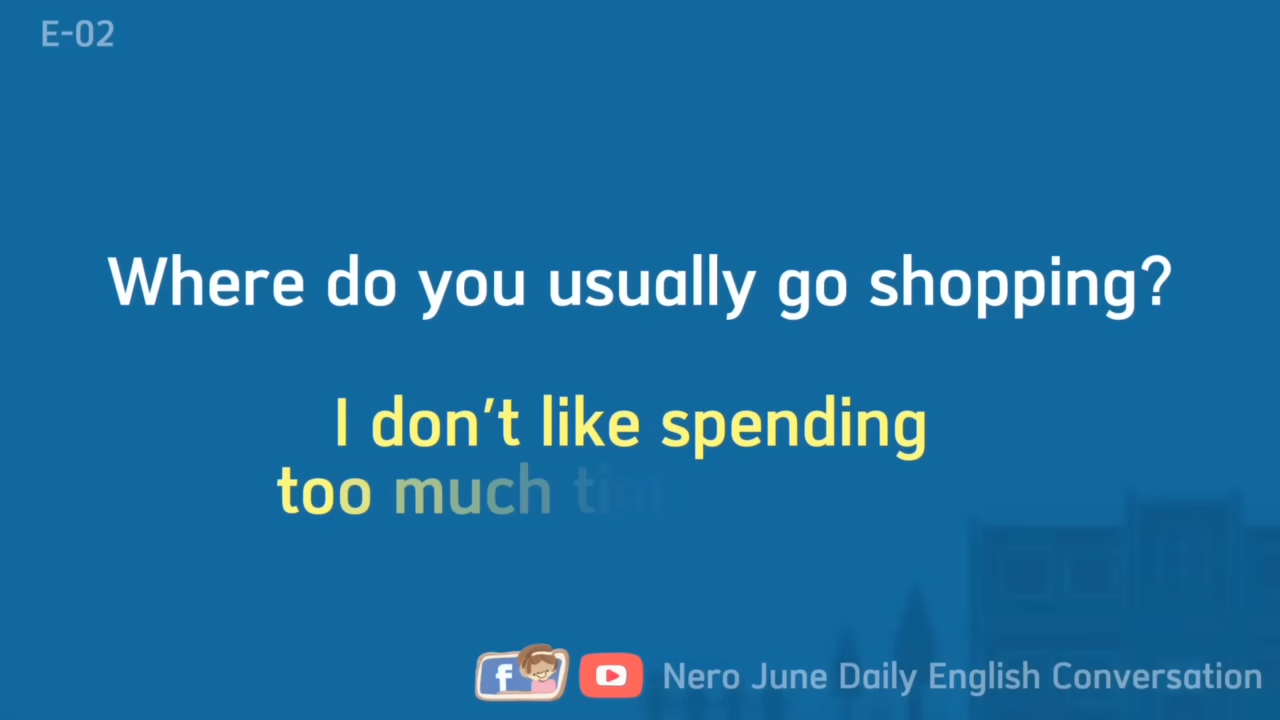 E-02
Where do you usually go shopping?
I don't like spending
too much
f
Nero June Daily English Conversation